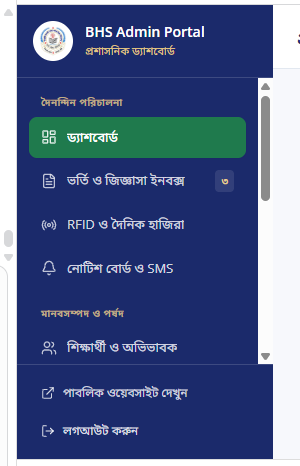 BHS Admin Portal
প্রশাসনিক ড্যাশবোর্ড
দৈনন্দিন পরিচালনা
ড্যাশবোর্ড
ভর্তি ও জিজ্ঞাসা ইনবক্স ৩
RFID ও দৈনিক হাজিরা
নোটিশ বোর্ড ও SMS
মানবসম্পদ ও পর্ষদ
শিক্ষার্থী ও অভিভাবক
পাবলিক ওয়েবসাইট দেখুন
লগআউট করুন